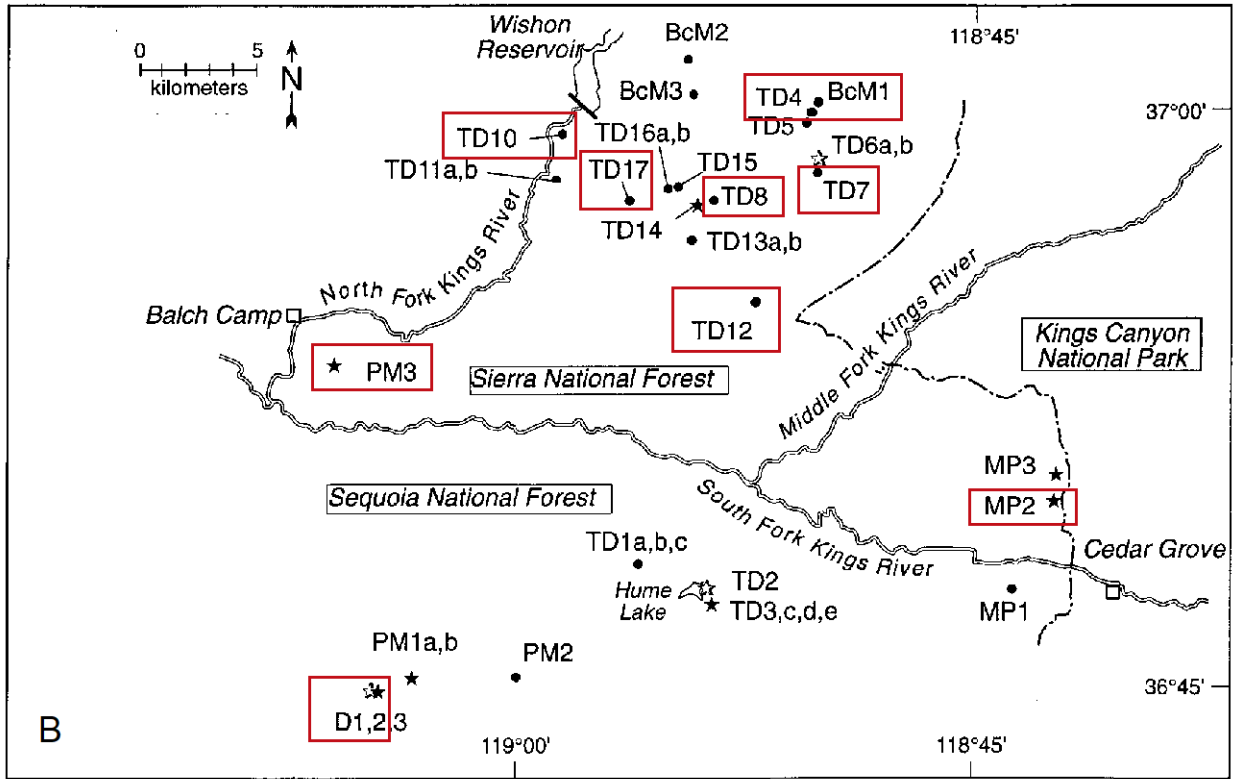 Wishon
Reservoir
BcM2
118°45'
0 5
kilometers
N
BcM3
TD4 BcM1
37°00'
TD5
TD10
TD16a,b
TD6a,b
TD11a,b
TD17
TD15
TD8
TD7
TD14
TD13a,b
North Fork Kings River
Balch Camp
TD12
Middle Fork Kings River
Kings Canyon
National Park
PM3
Sierra National Forest
MP3
Sequoia National Forest
MP2
South Fork Kings River
Cedar Grove
TD1a,b,c
Hume
Lake
TD2
TD3,c,d,e
MP1
PM1a,b
PM2
36°45'
D1,2,3
B
119°00'
118°45'